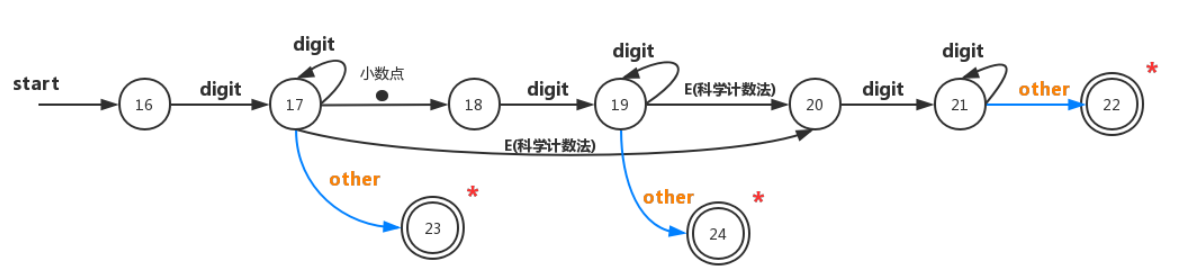 start
16
digit
17
digit
小数点
18
digit
19
digit
E(科学计数法)
20
digit
21
digit
other
22
*
E(科学计数法)
other
23
*
other
24
*